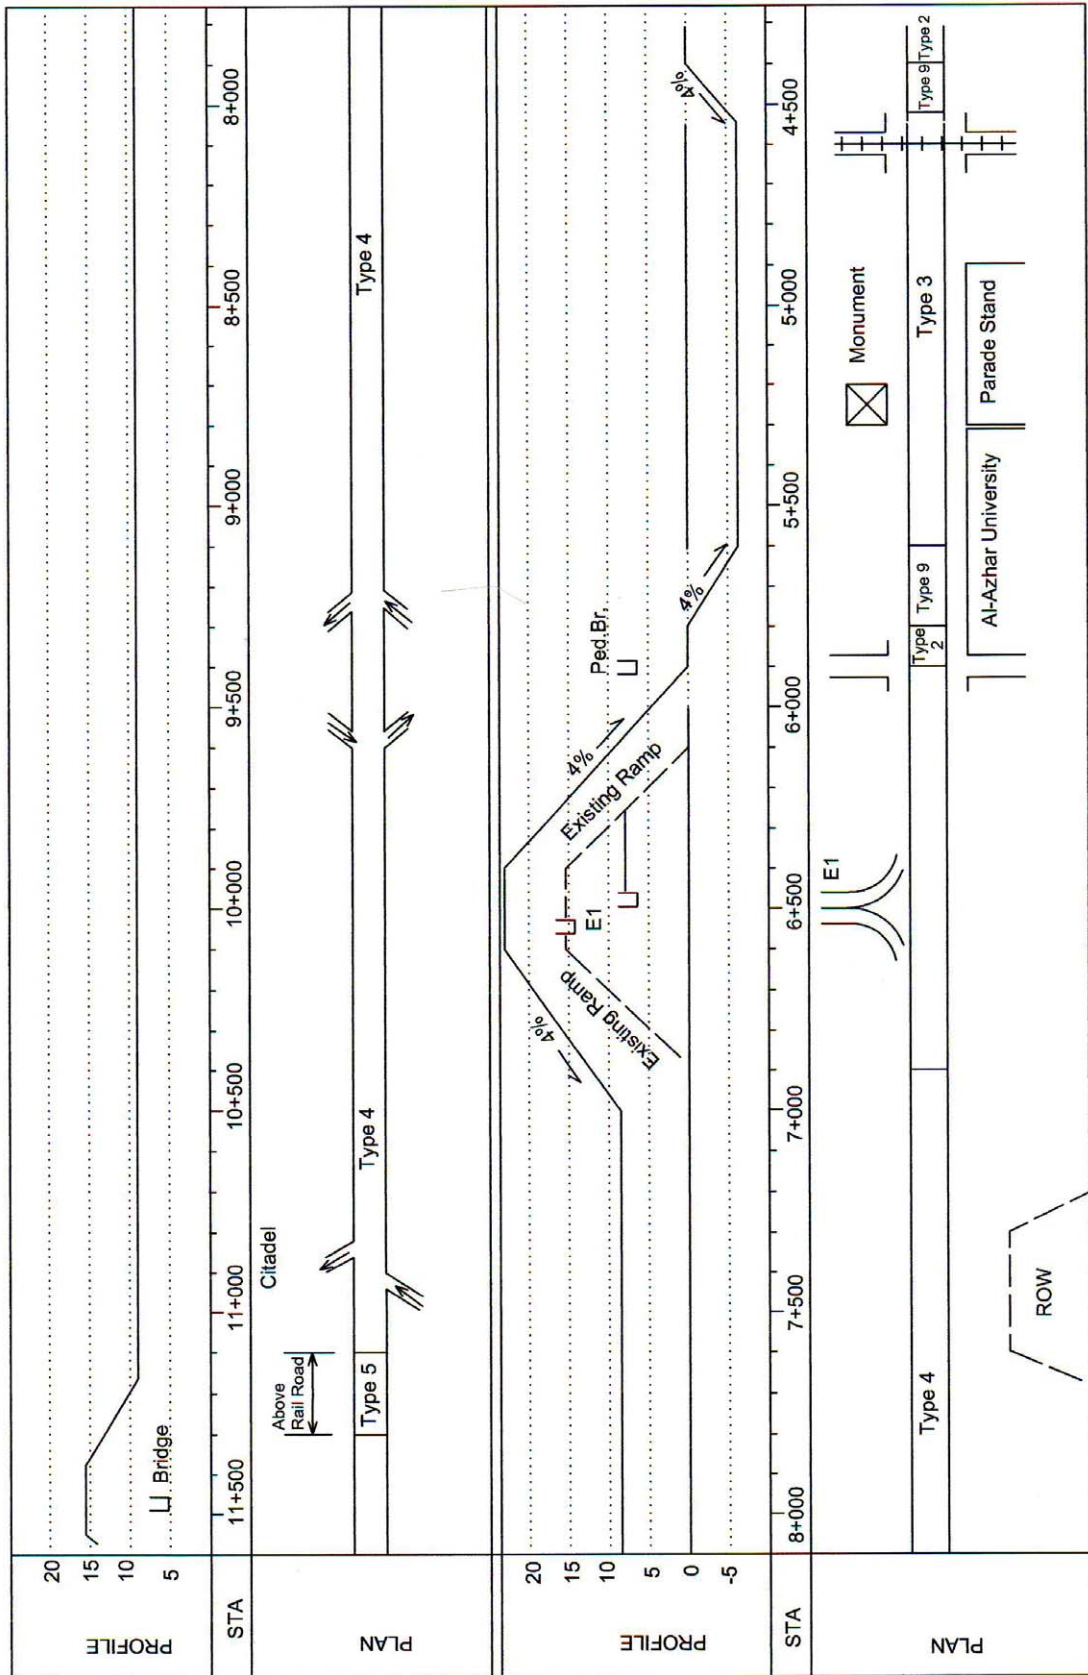 PROFILE
20
15
10
5
Bridge
STA
11+500
11+000
10+500
10+000
9+500
9+000
8+500
8+000
PLAN
Above
Rail Road
Citadel
Type 5
Type 4
Type 4
PROFILE
20
15
10
5
0
-5
4%
Existing Ramp
E1
Existing Ramp
4%
Ped.Br.
4%
4%
STA
8+000
7+500
7+000
6+500
6+000
5+500
5+000
4+500
PLAN
E1
Monument
Type 4
Type
2
Type 9
Type 3
Type 9
Type 2
ROW
Al-Azhar University
Parade Stand